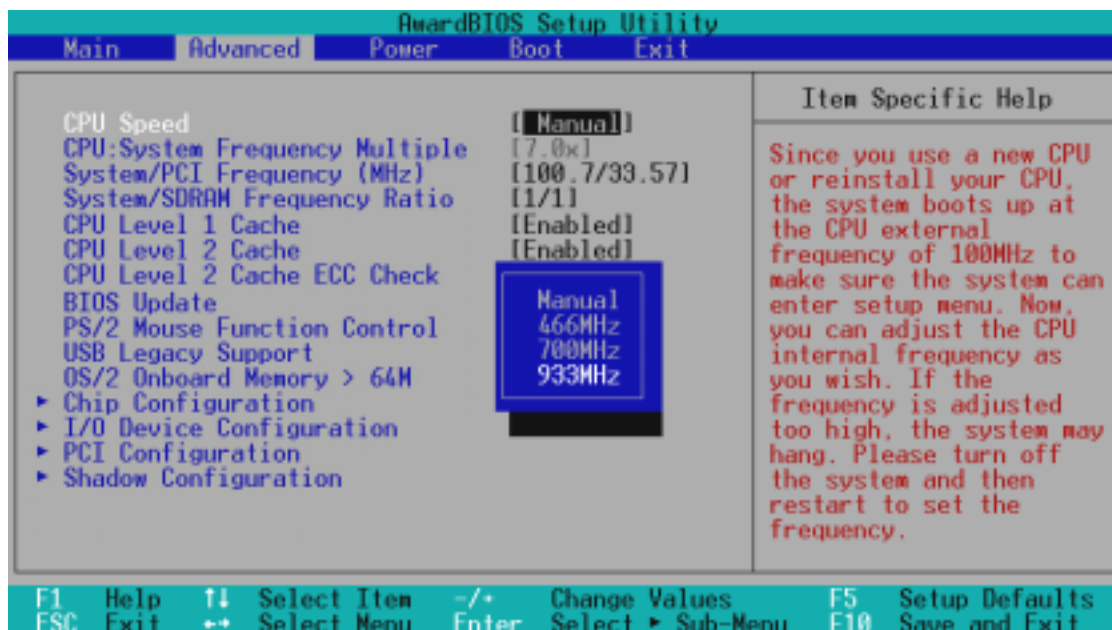 AwardBIOS Setup Utility
Main Advanced Power Boot Exit
Item Specific Help
CPU Speed [ Manual]
CPU:System Frequency Multiple [7.0x]
System/PCI Frequency (MHz) [100.7/33.57]
System/SDRAM Frequency Ratio [1/1]
CPU Level 1 Cache [Enabled]
CPU Level 2 Cache [Enabled]
CPU Level 2 Cache ECC Check
BIOS Update
PS/2 Mouse Function Control
USB Legacy Support
OS/2 Onboard Memory > 64M
► Chip Configuration
► I/O Device Configuration
► PCI Configuration
► Shadow Configuration
Manual
466MHz
700MHz
933MHz
Since you use a new CPU
or reinstall your CPU,
the system boots up at
the CPU external
frequency of 100MHz to
make sure the system can
enter setup menu. Now,
you can adjust the CPU
internal frequency as
you wish. If the
frequency is adjusted
too high, the system may
hang. Please turn off
the system and then
restart to set the
frequency.
F1 Help ↑↓ Select Item -/+ Change Values F5 Setup Defaults
ESC Exit ←→ Select Menu Enter Select ► Sub-Menu F10 Save and Exit